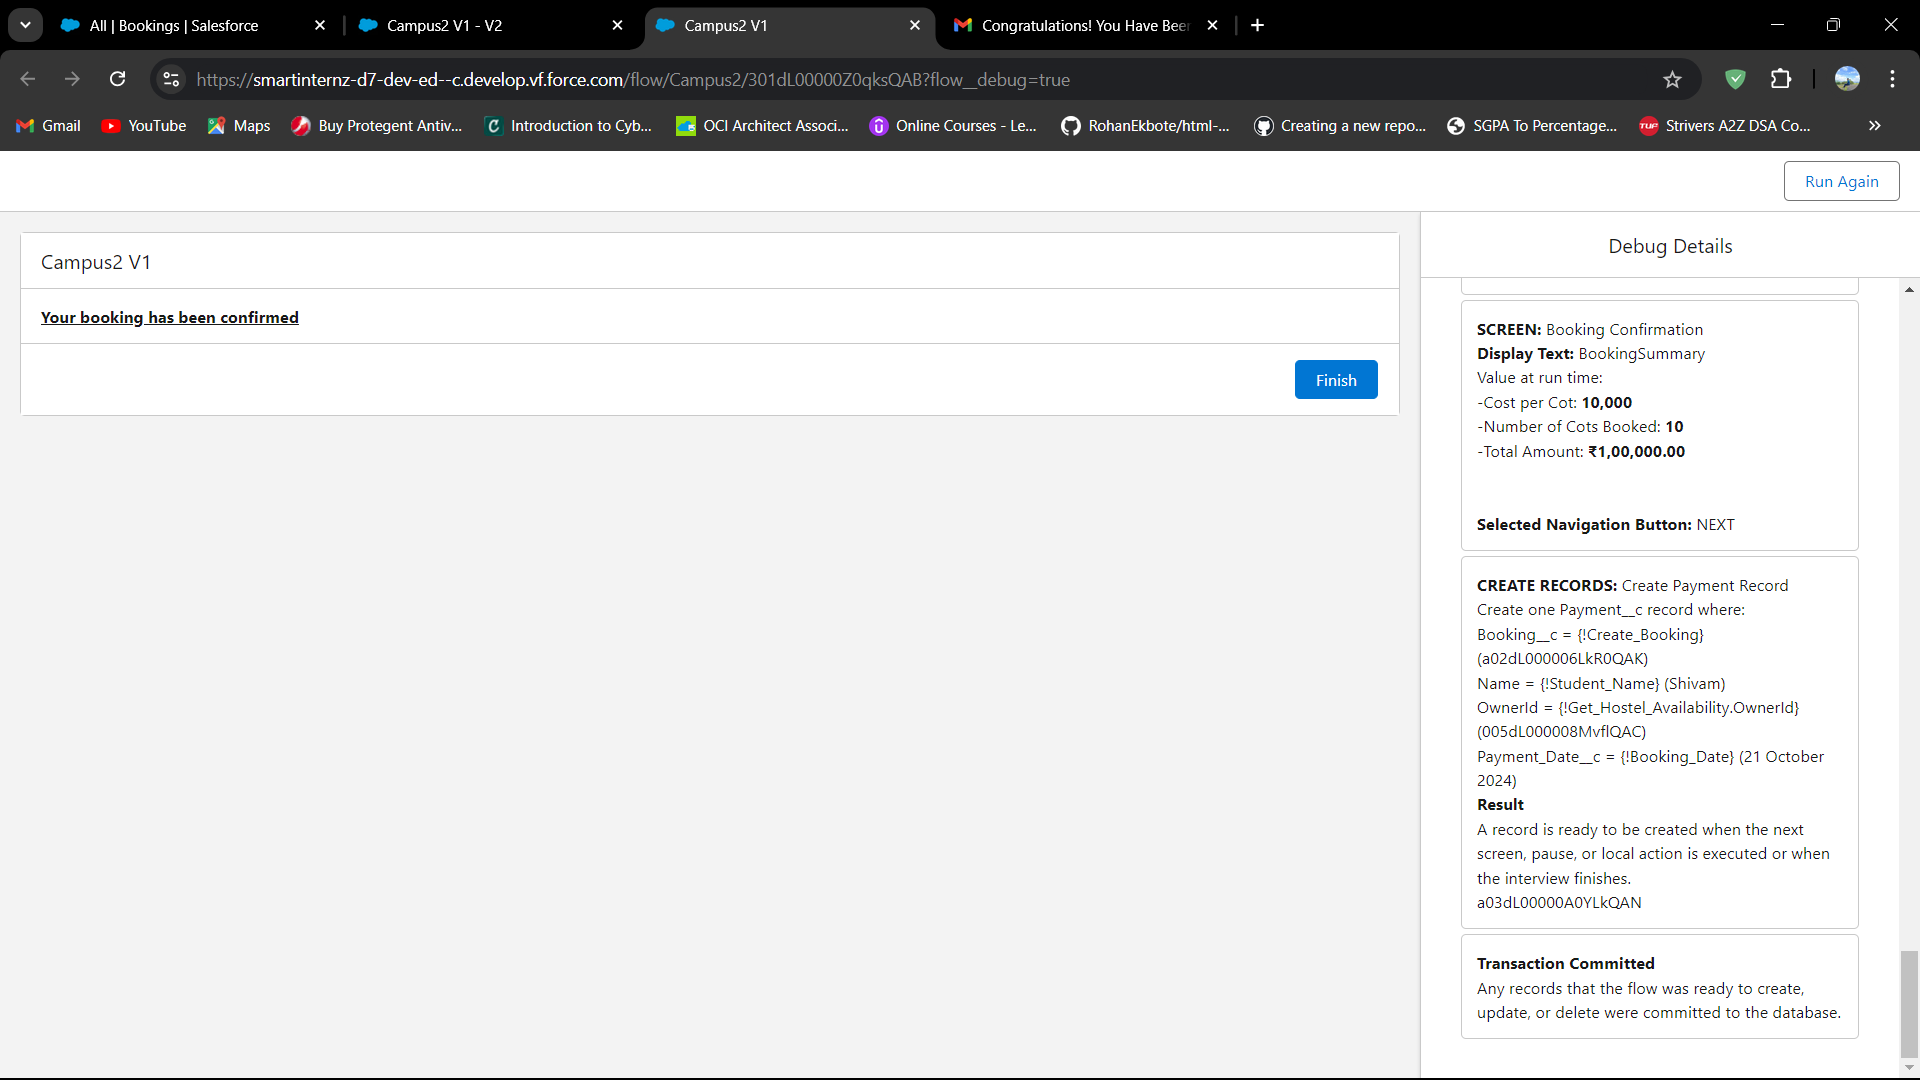 All | Bookings | Salesforce
Campus2 V1 - V2
Campus2 V1
Congratulations! You Have Beer
https://smartinternz-d7-dev-ed--c.develop.vf.force.com/flow/Campus2/301dL00000Z0qksQAB?flow__debug=true
Gmail
YouTube
Maps
Buy Protegent Antiv...
Introduction to Cyb...
OCI Architect Associ...
Online Courses - Le...
RohanEkbote/html-...
Creating a new repo...
SGPA To Percentage...
TUF
Strivers A2Z DSA Co...
Run Again
Campus2 V1
Your booking has been confirmed
Finish
Debug Details
SCREEN: Booking Confirmation
Display Text: BookingSummary
Value at run time:
-Cost per Cot: 10,000
-Number of Cots Booked: 10
-Total Amount: ₹1,00,000.00
Selected Navigation Button: NEXT
CREATE RECORDS: Create Payment Record
Create one Payment__c record where:
Booking__c = {!Create_Booking}
(a02dL000006LkR0QAK)
Name = {!Student_Name} (Shivam)
OwnerId = {!Get_Hostel_Availability.OwnerId}
(005dL000008MvflQAC)
Payment_Date__c = {!Booking_Date} (21 October
2024)
Result
A record is ready to be created when the next
screen, pause, or local action is executed or when
the interview finishes.
a03dL00000A0YLkQAN
Transaction Committed
Any records that the flow was ready to create,
update, or delete were committed to the database.